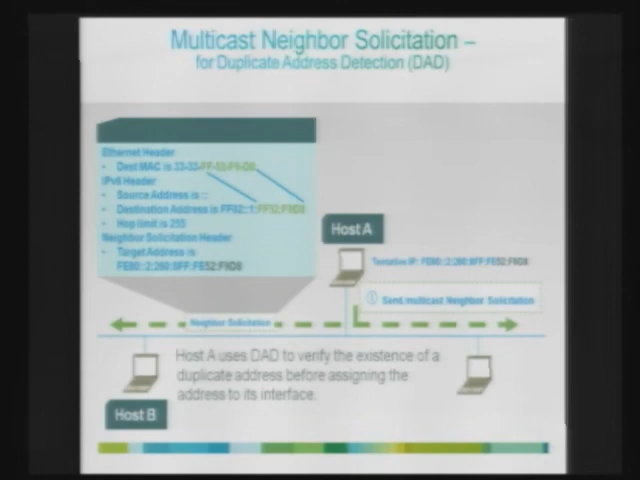 Multicast Neighbor Solicitation –
for Duplicate Address Detection (DAD)
Ethernet Header
• Dest MAC is 33-33-FF-52-F9-D8
IPv6 Header
• Source Address is ::
• Destination Address is FF02::1:FF52:F9D8
• Hop limit is 255
Neighbor Solicitation Header
• Target Address is
FE80::2:260:8FF:FE52:F9D8
Host A
Tentative IP: FE80::2:260:8FF:FE52:F9D8
① Send multicast Neighbor Solicitation
Neighbor Solicitation
Host A uses DAD to verify the existence of a
duplicate address before assigning the
address to its interface.
Host B